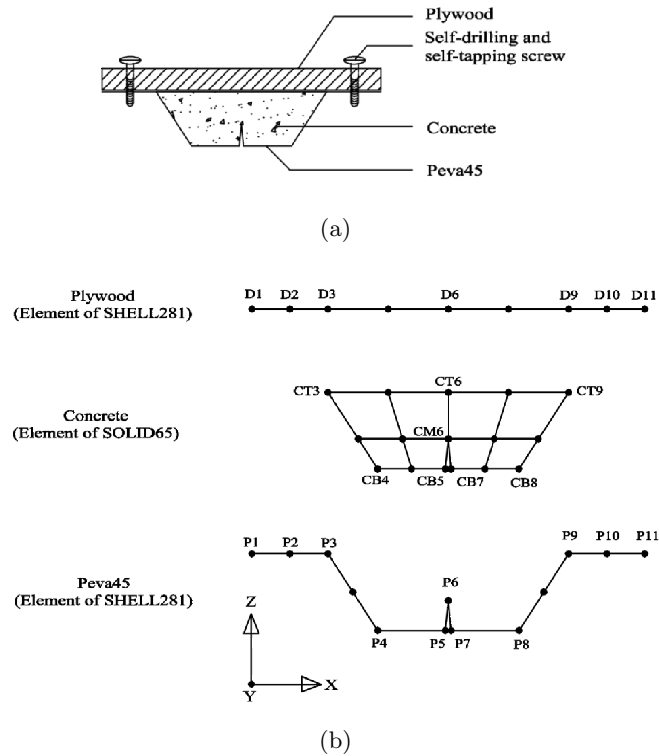 Plywood
Self-drilling and
self-tapping screw
Concrete
Peva45
(a)
D1 D2 D3 D6 D9 D10 D11
Plywood
(Element of SHELL281)
CT3 CT6 CT9
Concrete
(Element of SOLID65)
CM6
CB4 CB5 CB7 CB8
P1 P2 P3 P9 P10 P11
P6
Peva45
(Element of SHELL281)
Z
P4 P5 P7 P8
Y X
(b)